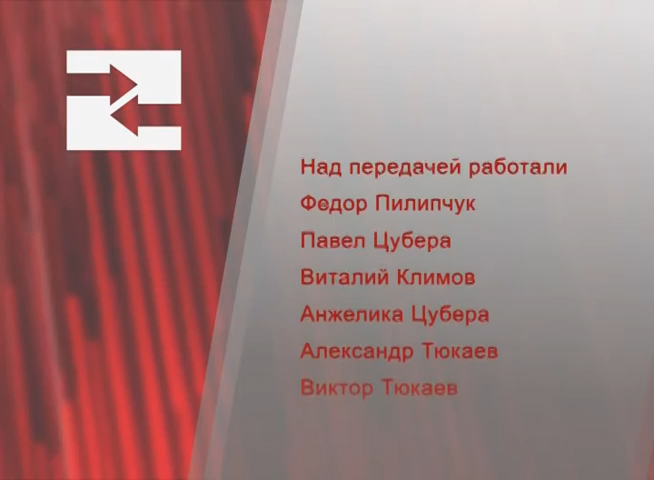 Над передачей работали
Федор Пилипчук
Павел Цубера
Виталий Климов
Анжелика Цубера
Александр Тюкаев
Виктор Тюкаев